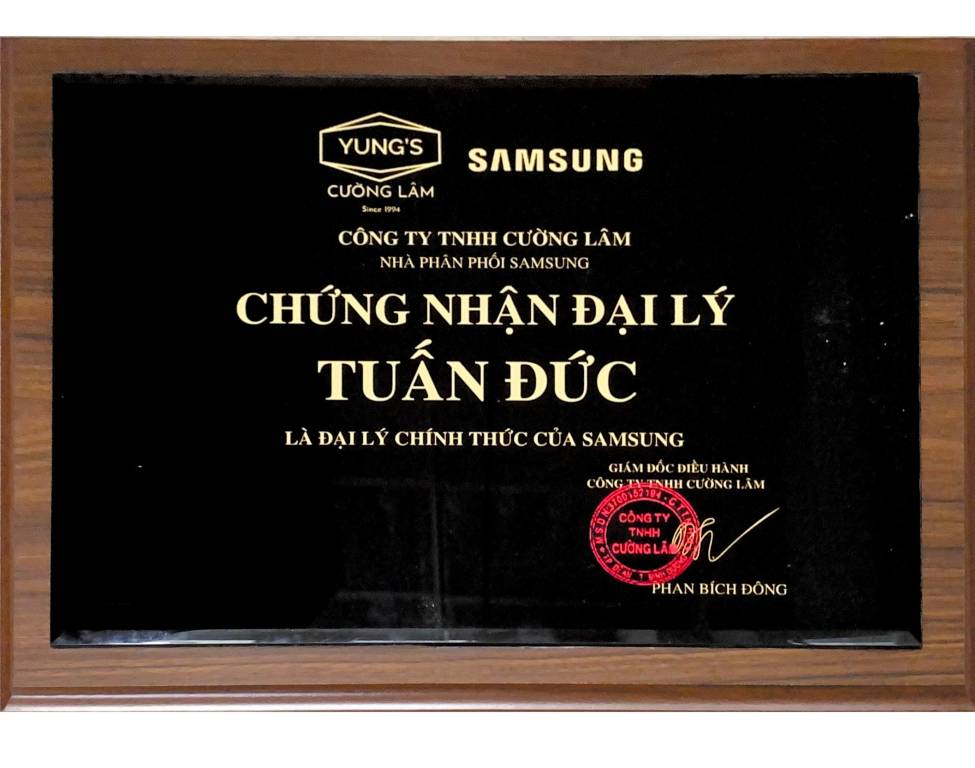 YUNG'S
CƯỜNG LÂM
Since 1994
SAMSUNG
CÔNG TY TNHH CƯỜNG LÂM
NHÀ PHÂN PHỐI SAMSUNG
CHỨNG NHẬN ĐẠI LÝ
TUẤN ĐỨC
LÀ ĐẠI LÝ CHÍNH THỨC CỦA SAMSUNG
GIÁM ĐỐC ĐIỀU HÀNH
CÔNG TY TNHH CƯỜNG LÂM
CÔNG TY
TNHH
CƯỜNG LÂM
PHAN BÍCH ĐÔNG